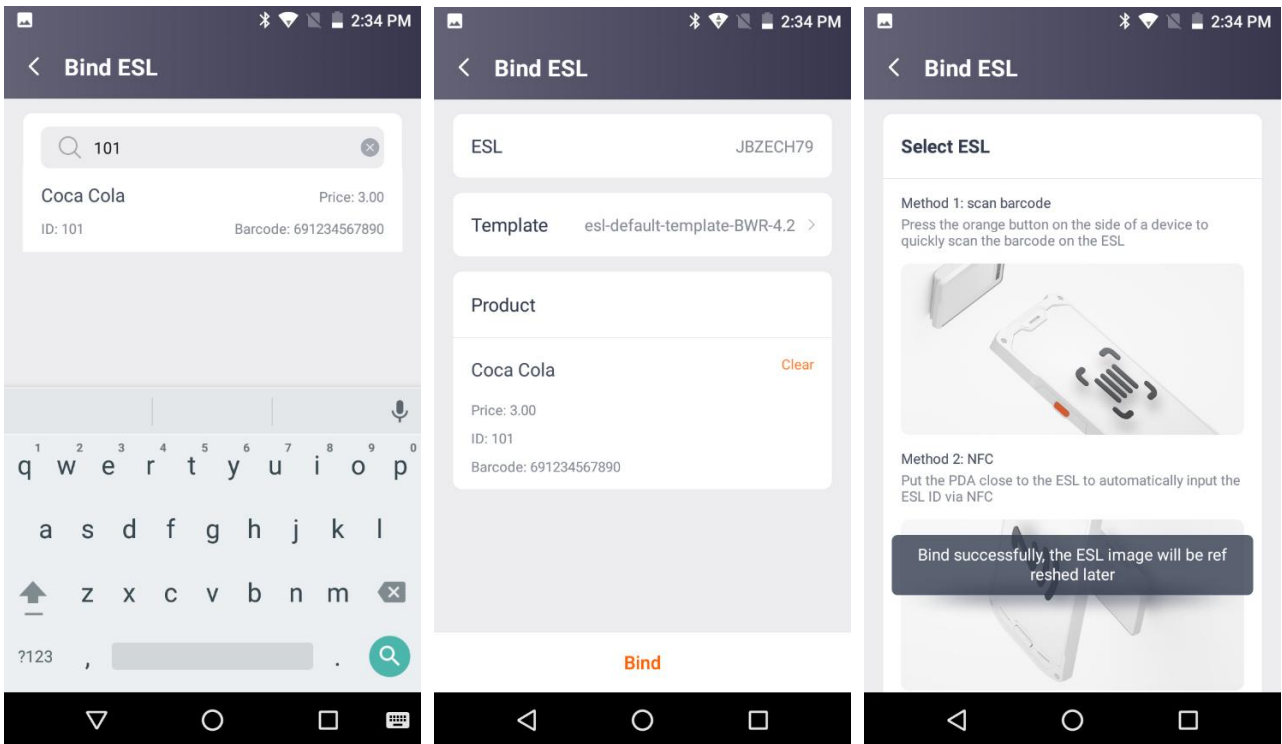 2:34 PM
Bind ESL
101
Coca Cola Price: 3.00
ID: 101 Barcode: 691234567890
1 2 3 4 5 6 7 8 9 0
q w e r t y u i o p
a s d f g h j k l
z x c v b n m
?123 , .
2:34 PM
Bind ESL
ESL JBZECH79
Template esl-default-template-BWR-4.2 >
Product
Coca Cola Clear
Price: 3.00
ID: 101
Barcode: 691234567890
Bind
2:34 PM
Bind ESL
Select ESL
Method 1: scan barcode
Press the orange button on the side of a device to
quickly scan the barcode on the ESL
Method 2: NFC
Put the PDA close to the ESL to automatically input the
ESL ID via NFC
Bind successfully, the ESL image will be ref
reshed later